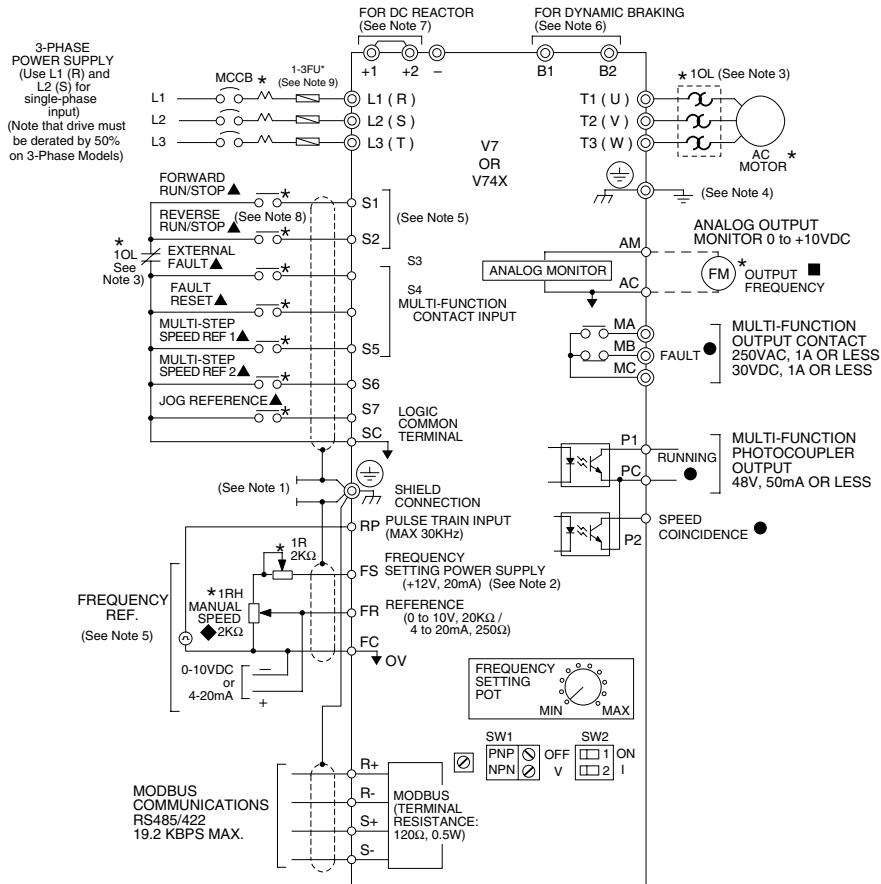 FOR DC REACTOR
(See Note 7)
FOR DYNAMIC BRAKING
(See Note 6)
+1
+2
−
B1
B2
3-PHASE
POWER SUPPLY
(Use L1 (R) and
L2 (S) for
single-phase
input)
(Note that drive must
be derated by 50%
on 3-Phase Models)
MCCB *
1-3FU*
(See Note 9)
L1
L2
L3
L1 ( R )
L2 ( S )
L3 ( T )
V7
OR
V74X
T1 ( U )
T2 ( V )
T3 ( W )
* 1OL (See Note 3)
AC
MOTOR *
(See Note 4)
FORWARD
RUN/STOP▲
*
(See Note 8)
S1
REVERSE
RUN/STOP▲
*
S2
(See Note 5)
*
1OL
See
Note 3)
EXTERNAL
FAULT▲
*
S3
FAULT
RESET▲
*
S4
MULTI-FUNCTION
CONTACT INPUT
MULTI-STEP
SPEED REF 1▲
*
S5
MULTI-STEP
SPEED REF 2▲
*
S6
JOG REFERENCE▲
*
S7
SC
LOGIC
COMMON
TERMINAL
AM
AC
ANALOG MONITOR
ANALOG OUTPUT
MONITOR 0 to +10VDC
FM
* OUTPUT ■
FREQUENCY
MA
MB
MC
FAULT ●
MULTI-FUNCTION
OUTPUT CONTACT
250VAC, 1A OR LESS
30VDC, 1A OR LESS
P1
PC
RUNNING
●
MULTI-FUNCTION
PHOTOCOUPLER
OUTPUT
48V, 50mA OR LESS
P2
SPEED
COINCIDENCE ●
(See Note 1)
SHIELD
CONNECTION
RP
PULSE TRAIN INPUT
(MAX 30KHz)
*
1R
2KΩ
FS
FREQUENCY
SETTING POWER SUPPLY
(+12V, 20mA) (See Note 2)
FREQUENCY
REF.
(See Note 5)
*1RH
MANUAL
SPEED
◆2KΩ
FR
REFERENCE
(0 to 10V, 20KΩ /
4 to 20mA, 250Ω)
FC
OV
0-10VDC
or
4-20mA
−
+
FREQUENCY
SETTING
POT
MIN
MAX
SW1
PNP
NPN
OFF
V
SW2
1
2
ON
I
MODBUS
COMMUNICATIONS
RS485/422
19.2 KBPS MAX.
R+
R-
S+
S-
MODBUS
(TERMINAL
RESISTANCE:
120Ω, 0.5W)